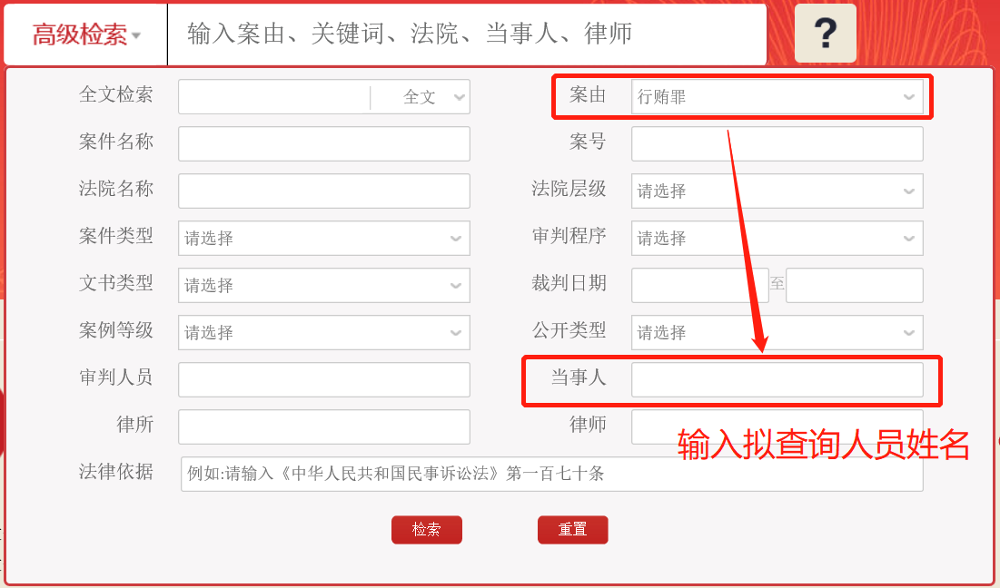 高级检索 输入案由、关键词、法院、当事人、律师 ?
全文检索 全文 案由 行贿罪
案件名称 案号
法院名称 法院层级 请选择
案件类型 请选择 审判程序 请选择
文书类型 请选择 裁判日期 至
案例等级 请选择 公开类型 请选择
审判人员 当事人
律所 律师
输入拟查询人员姓名
法律依据 例如:请输入《中华人民共和国民事诉讼法》第一百七十条
检索 重置